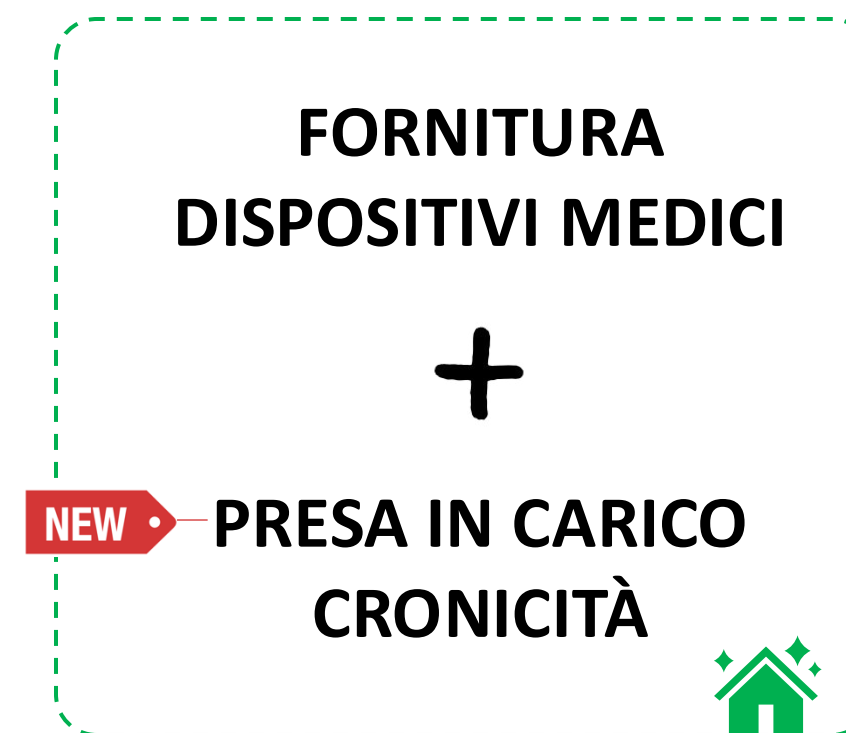 FORNITURA
DISPOSITIVI MEDICI
+
NEW PRESA IN CARICO
CRONICITÀ